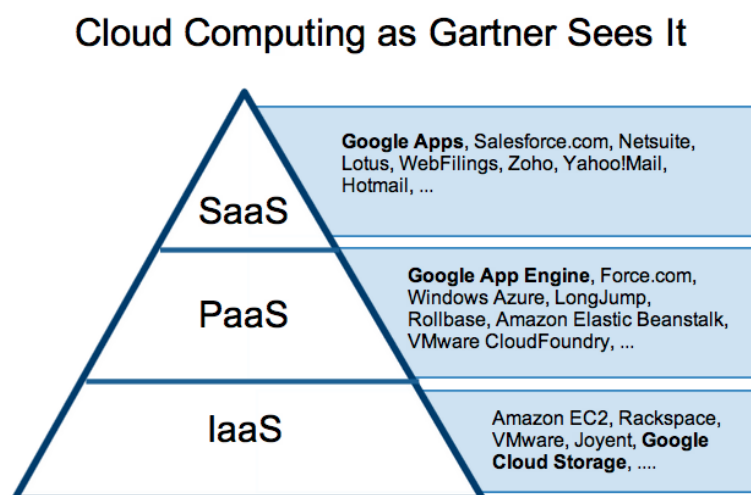 Cloud Computing as Gartner Sees It
SaaS
Google Apps, Salesforce.com, Netsuite,
Lotus, WebFilings, Zoho, Yahoo!Mail,
Hotmail, ...
PaaS
Google App Engine, Force.com,
Windows Azure, LongJump,
Rollbase, Amazon Elastic Beanstalk,
VMware CloudFoundry, ...
IaaS
Amazon EC2, Rackspace,
VMware, Joyent, Google
Cloud Storage, ....